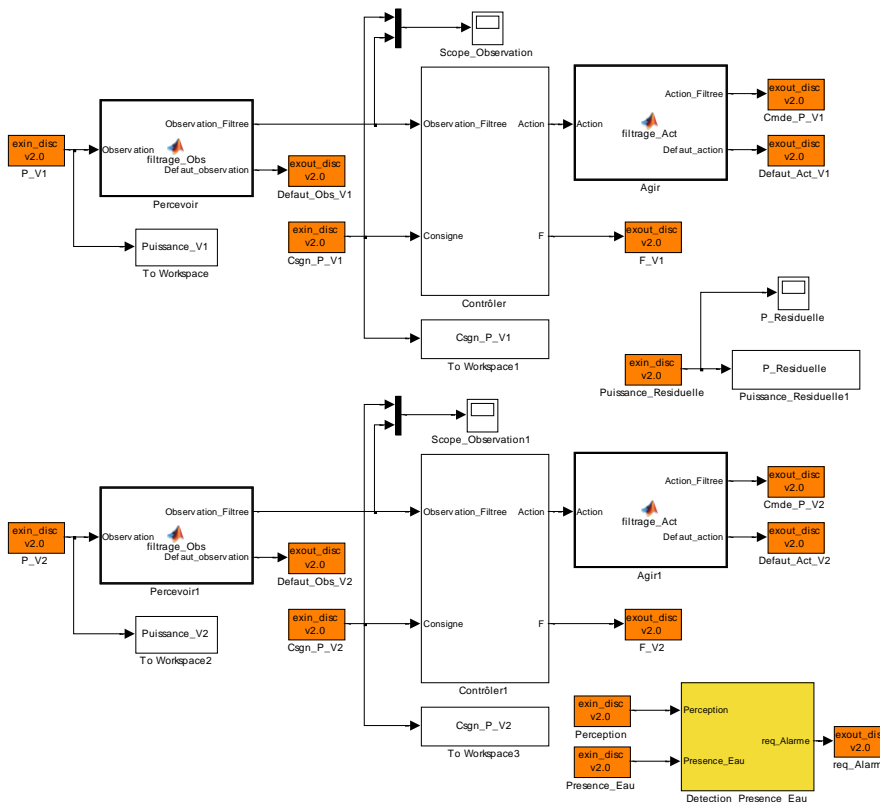 Scope_Observation
exin_disc
v2.0
P_V1
Observation
Observation_Filtree
filtrage_Obs
Defaut_observation
Percevoir
exout_disc
v2.0
Defaut_Obs_V1
Puissance_V1
To Workspace
exin_disc
v2.0
Csgn_P_V1
Observation_Filtree
Action
Consigne
F
Contrôler
Action
Action_Filtree
filtrage_Act
Defaut_action
Agir
exout_disc
v2.0
Cmde_P_V1
exout_disc
v2.0
Defaut_Act_V1
exout_disc
v2.0
F_V1
Csgn_P_V1
To Workspace1
P_Residuelle
exin_disc
v2.0
Puissance_Residuelle
P_Residuelle
Puissance_Residuelle1
Scope_Observation1
exin_disc
v2.0
P_V2
Observation
Observation_Filtree
filtrage_Obs
Defaut_observation
Percevoir1
exout_disc
v2.0
Defaut_Obs_V2
Puissance_V2
To Workspace2
exin_disc
v2.0
Csgn_P_V2
Observation_Filtree
Action
Consigne
F
Contrôler1
Action
Action_Filtree
filtrage_Act
Defaut_action
Agir1
exout_disc
v2.0
Cmde_P_V2
exout_disc
v2.0
Defaut_Act_V2
exout_disc
v2.0
F_V2
Csgn_P_V2
To Workspace3
exin_disc
v2.0
Perception
exin_disc
v2.0
Presence_Eau
Perception
req_Alarme
Presence_Eau
Detection_Presence_Eau
exout_disc
v2.0
req_Alarm